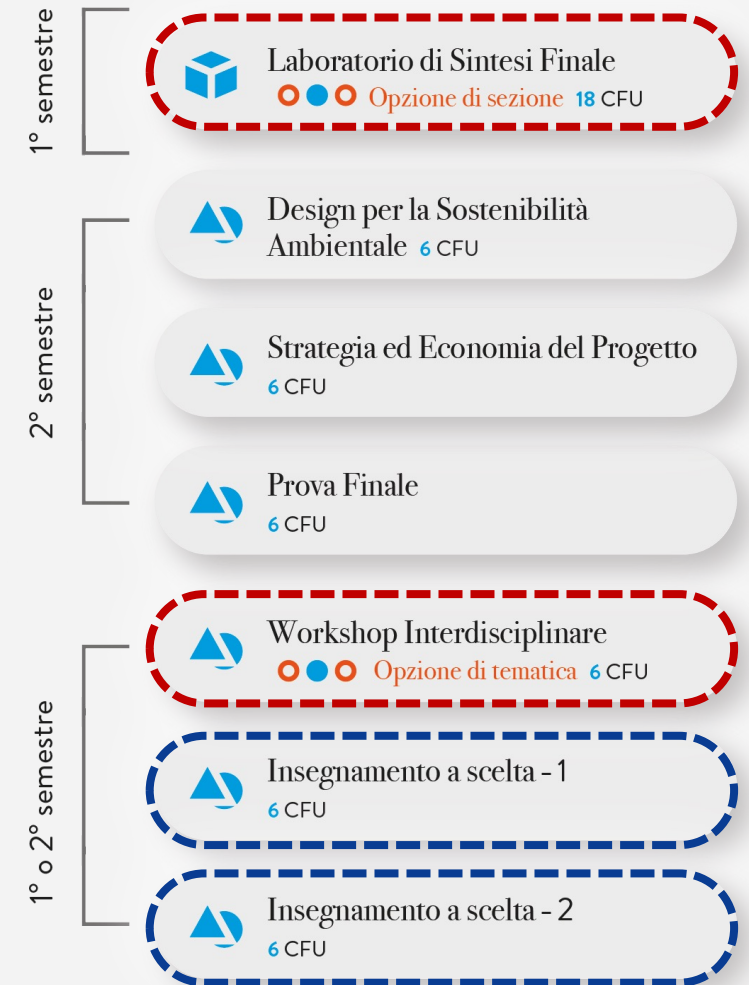 1° semestre
Laboratorio di Sintesi Finale
Opzione di sezione 18 CFU
2° semestre
Design per la Sostenibilità
Ambientale 6 CFU
Strategia ed Economia del Progetto
6 CFU
Prova Finale
6 CFU
1° o 2° semestre
Workshop Interdisciplinare
Opzione di tematica 6 CFU
Insegnamento a scelta - 1
6 CFU
Insegnamento a scelta - 2
6 CFU